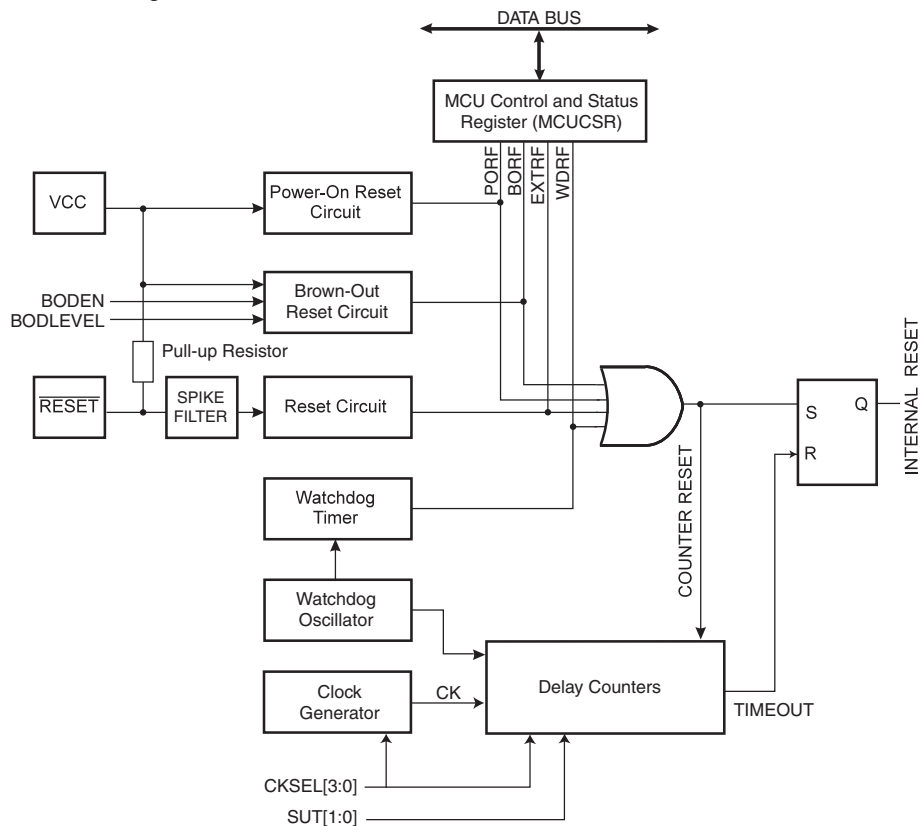 DATA BUS
MCU Control and Status
Register (MCUCSR)
PORF
BORF
EXTRF
WDRF
VCC
Power-On Reset
Circuit
BODEN
BODLEVEL
Brown-Out
Reset Circuit
Pull-up Resistor
RESET
SPIKE
FILTER
Reset Circuit
S
Q
R
INTERNAL RESET
COUNTER RESET
Watchdog
Timer
Watchdog
Oscillator
Clock
Generator
CK
Delay Counters
TIMEOUT
CKSEL[3:0]
SUT[1:0]